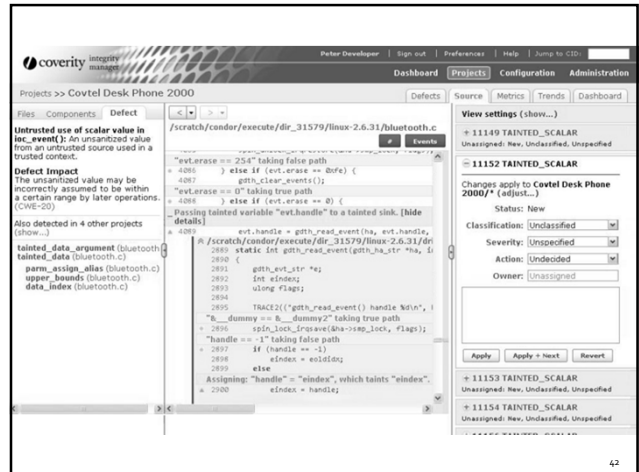 coverity integrity manager
Peter Developer | Sign out | Preferences | Help | Jump to CID:
Dashboard Projects Configuration Administration
Projects >> Covtel Desk Phone 2000
Defects Source Metrics Trends Dashboard
Files Components Defect
Untrusted use of scalar value in
ioc_event(): An unsanitized value
from an untrusted source used in a
trusted context.
Defect Impact
The unsanitized value may be
incorrectly assumed to be within
a certain range by later operations.
(CWE-20)
Also detected in 4 other projects
(show...)
tainted_data_argument (bluetooth
tainted_data (bluetooth.c)
parm_assign_alias (bluetooth.c)
upper_bounds (bluetooth.c)
data_index (bluetooth.c)
/scratch/condor/execute/dir_31579/linux-2.6.31/bluetooth.c
# Events
"evt.erase == 254" taking false path
4086 } else if (evt.erase == 0xfe) {
4087 gdth_clear_events();
"evt.erase == 0" taking true path
4088 } else if (evt.erase == 0) {
Passing tainted variable "evt.handle" to a tainted sink. [hide
details]
4089 evt.handle = gdth_read_event(ha, evt.handle,
/scratch/condor/execute/dir_31579/linux-2.6.31/dri
2889 static int gdth_read_event(gdth_ha_str *ha, i
2890 {
2891 gdth_evt_str *e;
2892 int eindex;
2893 ulong flags;
2894
2895 TRACE2(("gdth_read_event() handle %d\n", i
"&__dummy == &__dummy2" taking true path
2896 spin_lock_irqsave(&ha->smp_lock, flags);
"handle == -1" taking false path
2897 if (handle == -1)
2898 eindex = eoldidx;
2899 else
Assigning: "handle" = "eindex", which taints "eindex".
2900 eindex = handle;
View settings (show...)
+ 11149 TAINTED_SCALAR
Unassigned: New, Unclassified, Unspecified
− 11152 TAINTED_SCALAR
Changes apply to Covtel Desk Phone
2000/* (adjust...)
Status: New
Classification: Unclassified
Severity: Unspecified
Action: Undecided
Owner: Unassigned
Apply Apply + Next Revert
+ 11153 TAINTED_SCALAR
Unassigned: New, Unclassified, Unspecified
+ 11154 TAINTED_SCALAR
Unassigned: New, Unclassified, Unspecified
42